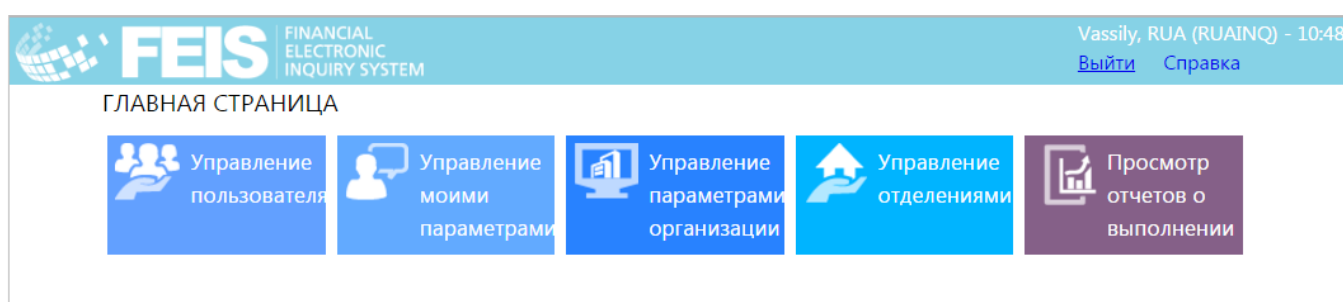 FEIS
FINANCIAL
ELECTRONIC
INQUIRY SYSTEM
Vassily, RUA (RUAINQ) - 10:48
Выйти Справка
ГЛАВНАЯ СТРАНИЦА
Управление
пользователя
Управление
моими
параметрами
Управление
параметрами
организации
Управление
отделениями
Просмотр
отчетов о
выполнении